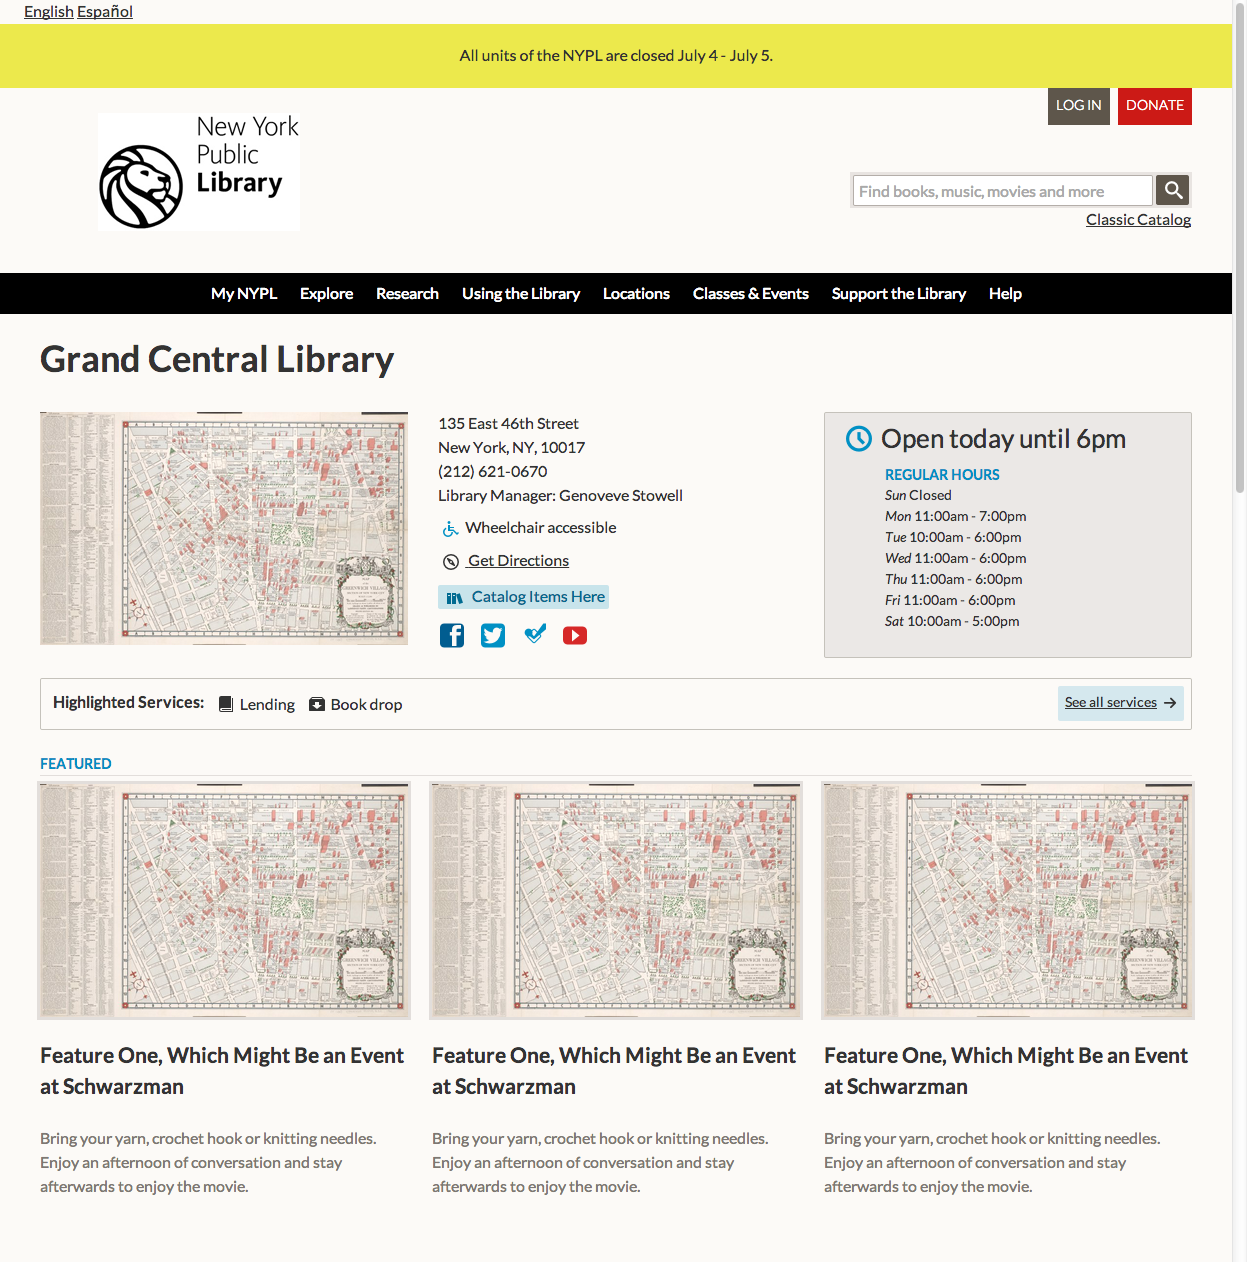 English Español
All units of the NYPL are closed July 4 - July 5.
LOG IN DONATE
New York
Public
Library
Find books, music, movies and more
Classic Catalog
My NYPL Explore Research Using the Library Locations Classes & Events Support the Library Help
Grand Central Library
135 East 46th Street
New York, NY, 10017
(212) 621-0670
Library Manager: Genoveve Stowell
Wheelchair accessible
Get Directions
Catalog Items Here
Open today until 6pm
REGULAR HOURS
Sun Closed
Mon 11:00am - 7:00pm
Tue 10:00am - 6:00pm
Wed 11:00am - 6:00pm
Thu 11:00am - 6:00pm
Fri 11:00am - 6:00pm
Sat 10:00am - 5:00pm
Highlighted Services: Lending Book drop
See all services
FEATURED
Feature One, Which Might Be an Event
at Schwarzman
Bring your yarn, crochet hook or knitting needles.
Enjoy an afternoon of conversation and stay
afterwards to enjoy the movie.
Feature One, Which Might Be an Event
at Schwarzman
Bring your yarn, crochet hook or knitting needles.
Enjoy an afternoon of conversation and stay
afterwards to enjoy the movie.
Feature One, Which Might Be an Event
at Schwarzman
Bring your yarn, crochet hook or knitting needles.
Enjoy an afternoon of conversation and stay
afterwards to enjoy the movie.